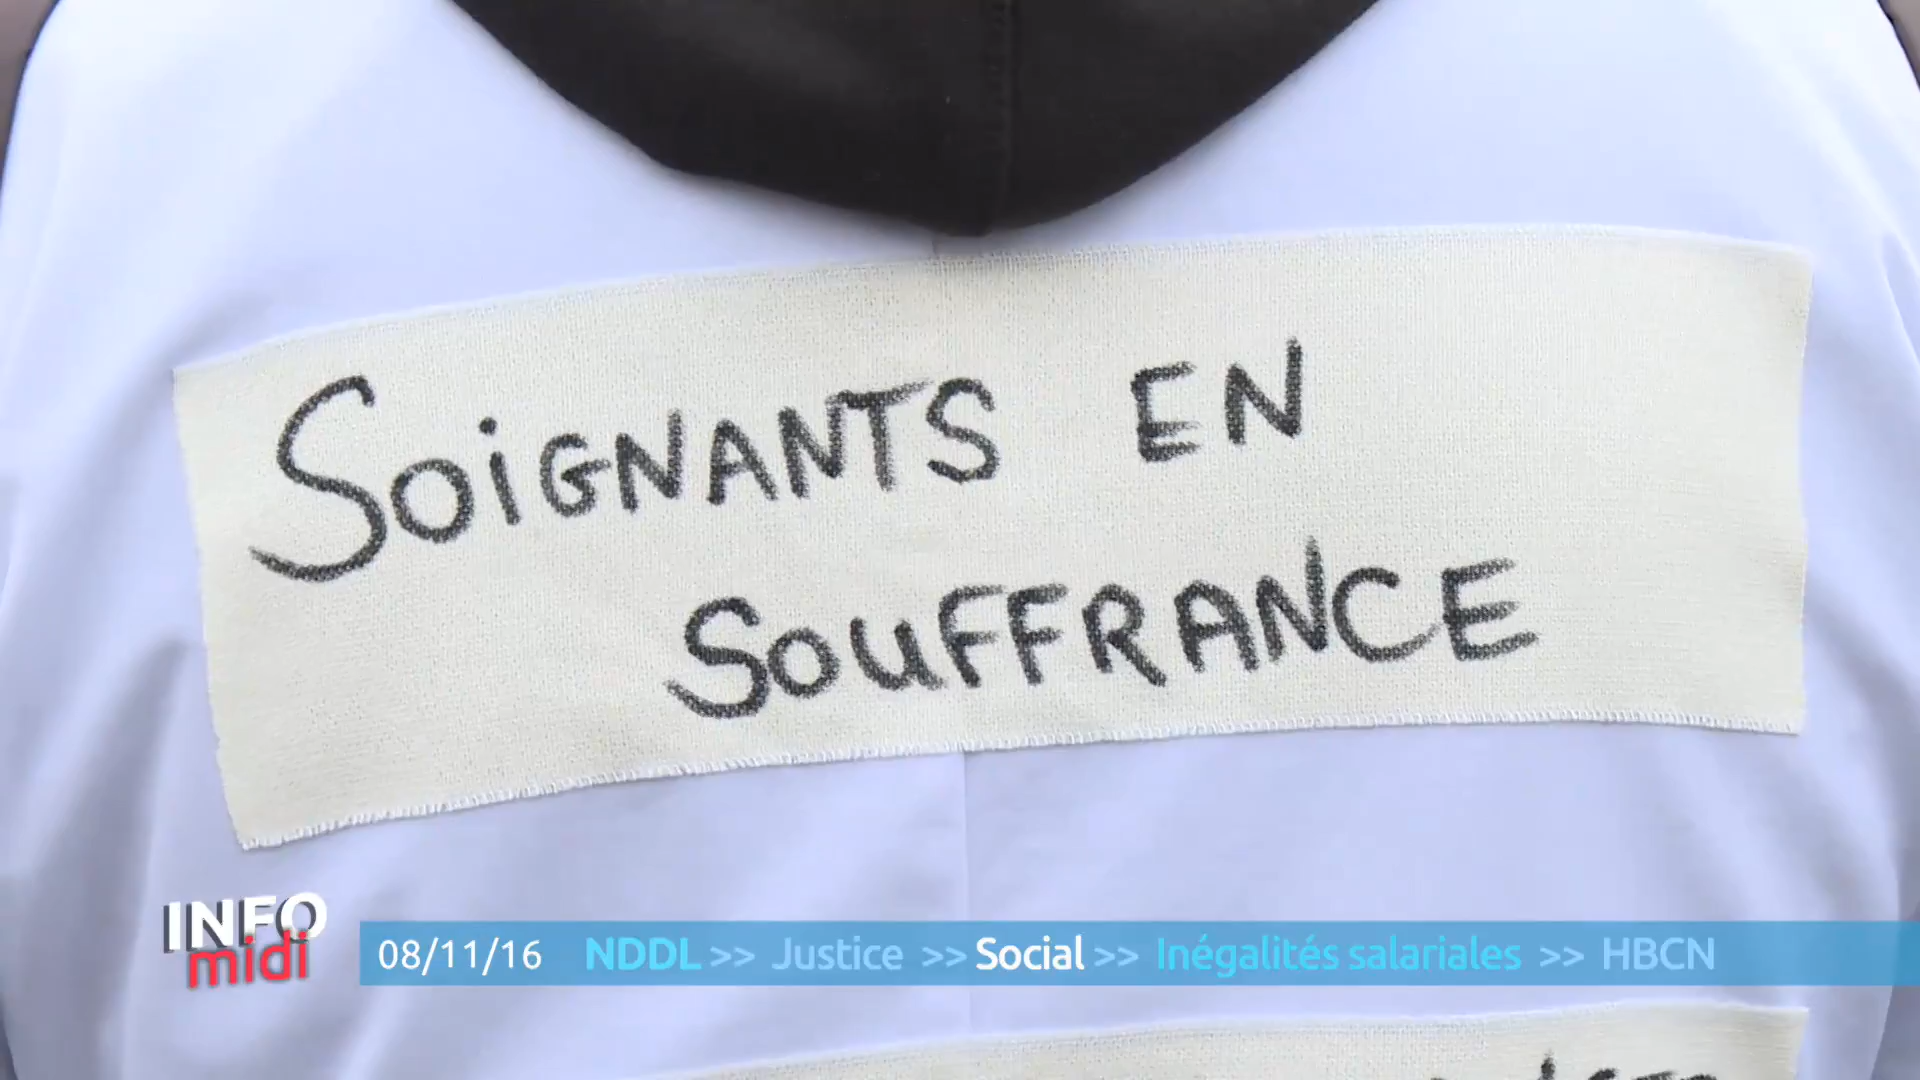 SOIGNANTS EN
SOUFFRANCE
INFO
midi
08/11/16 NDDL >> Justice >> Social >> Inégalités salariales >> HBCN